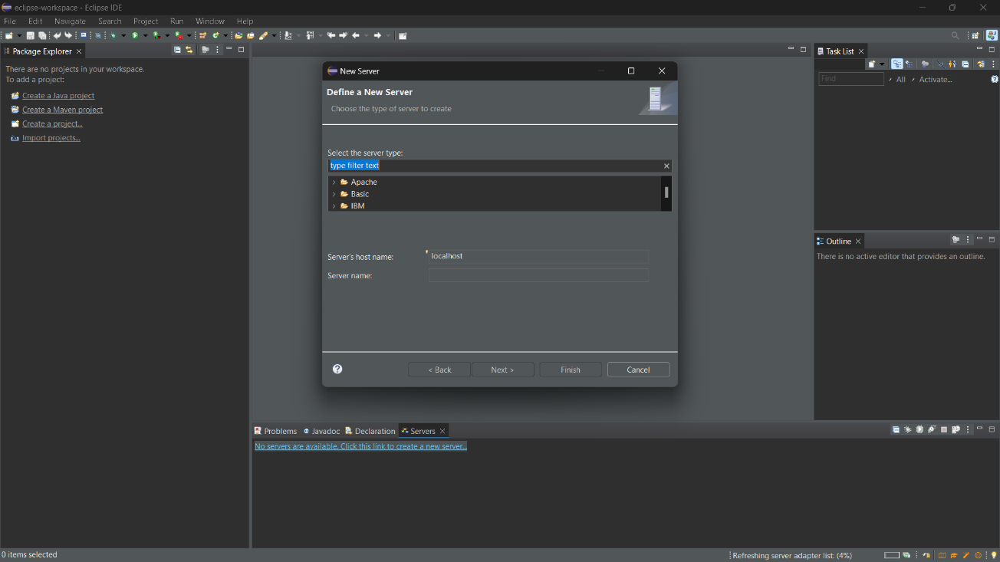 eclipse-workspace - Eclipse IDE
File Edit Navigate Search Project Run Window Help
Package Explorer
There are no projects in your workspace.
To add a project:
Create a Java project
Create a Maven project
Create a project...
Import projects...
New Server
Define a New Server
Choose the type of server to create
Select the server type:
type filter text
Apache
Basic
IBM
Server's host name: localhost
Server name:
< Back Next > Finish Cancel
Task List
Find All Activate...
Outline
There is no active editor that provides an outline.
Problems Javadoc Declaration Servers
No servers are available. Click this link to create a new server...
0 items selected
Refreshing server adapter list: (4%)